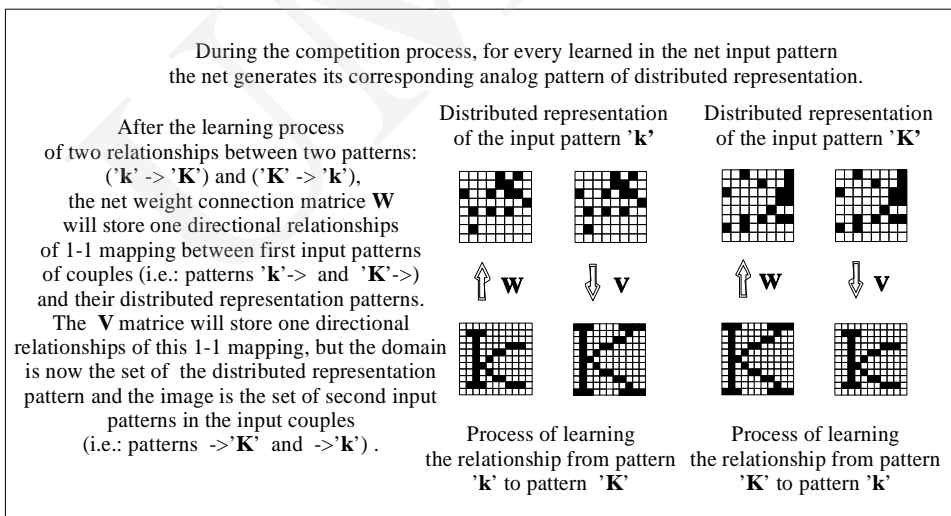 During the competition process, for every learned in the net input pattern
the net generates its corresponding analog pattern of distributed representation.
After the learning process
of two relationships between two patterns:
('k' -> 'K') and ('K' -> 'k'),
the net weight connection matrice W
will store one directional relationships
of 1-1 mapping between first input patterns
of couples (i.e.: patterns 'k'-> and 'K'->)
and their distributed representation patterns.
The V matrice will store one directional
relationships of this 1-1 mapping, but the domain
is now the set of the distributed representation
pattern and the image is the set of second input
patterns in the input couples
(i.e.: patterns ->'K' and ->'k') .
Distributed representation
of the input pattern 'k'
W
V
K
K
Process of learning
the relationship from pattern
'k' to pattern 'K'
Distributed representation
of the input pattern 'K'
W
V
K
K
Process of learning
the relationship from pattern
'K' to pattern 'k'